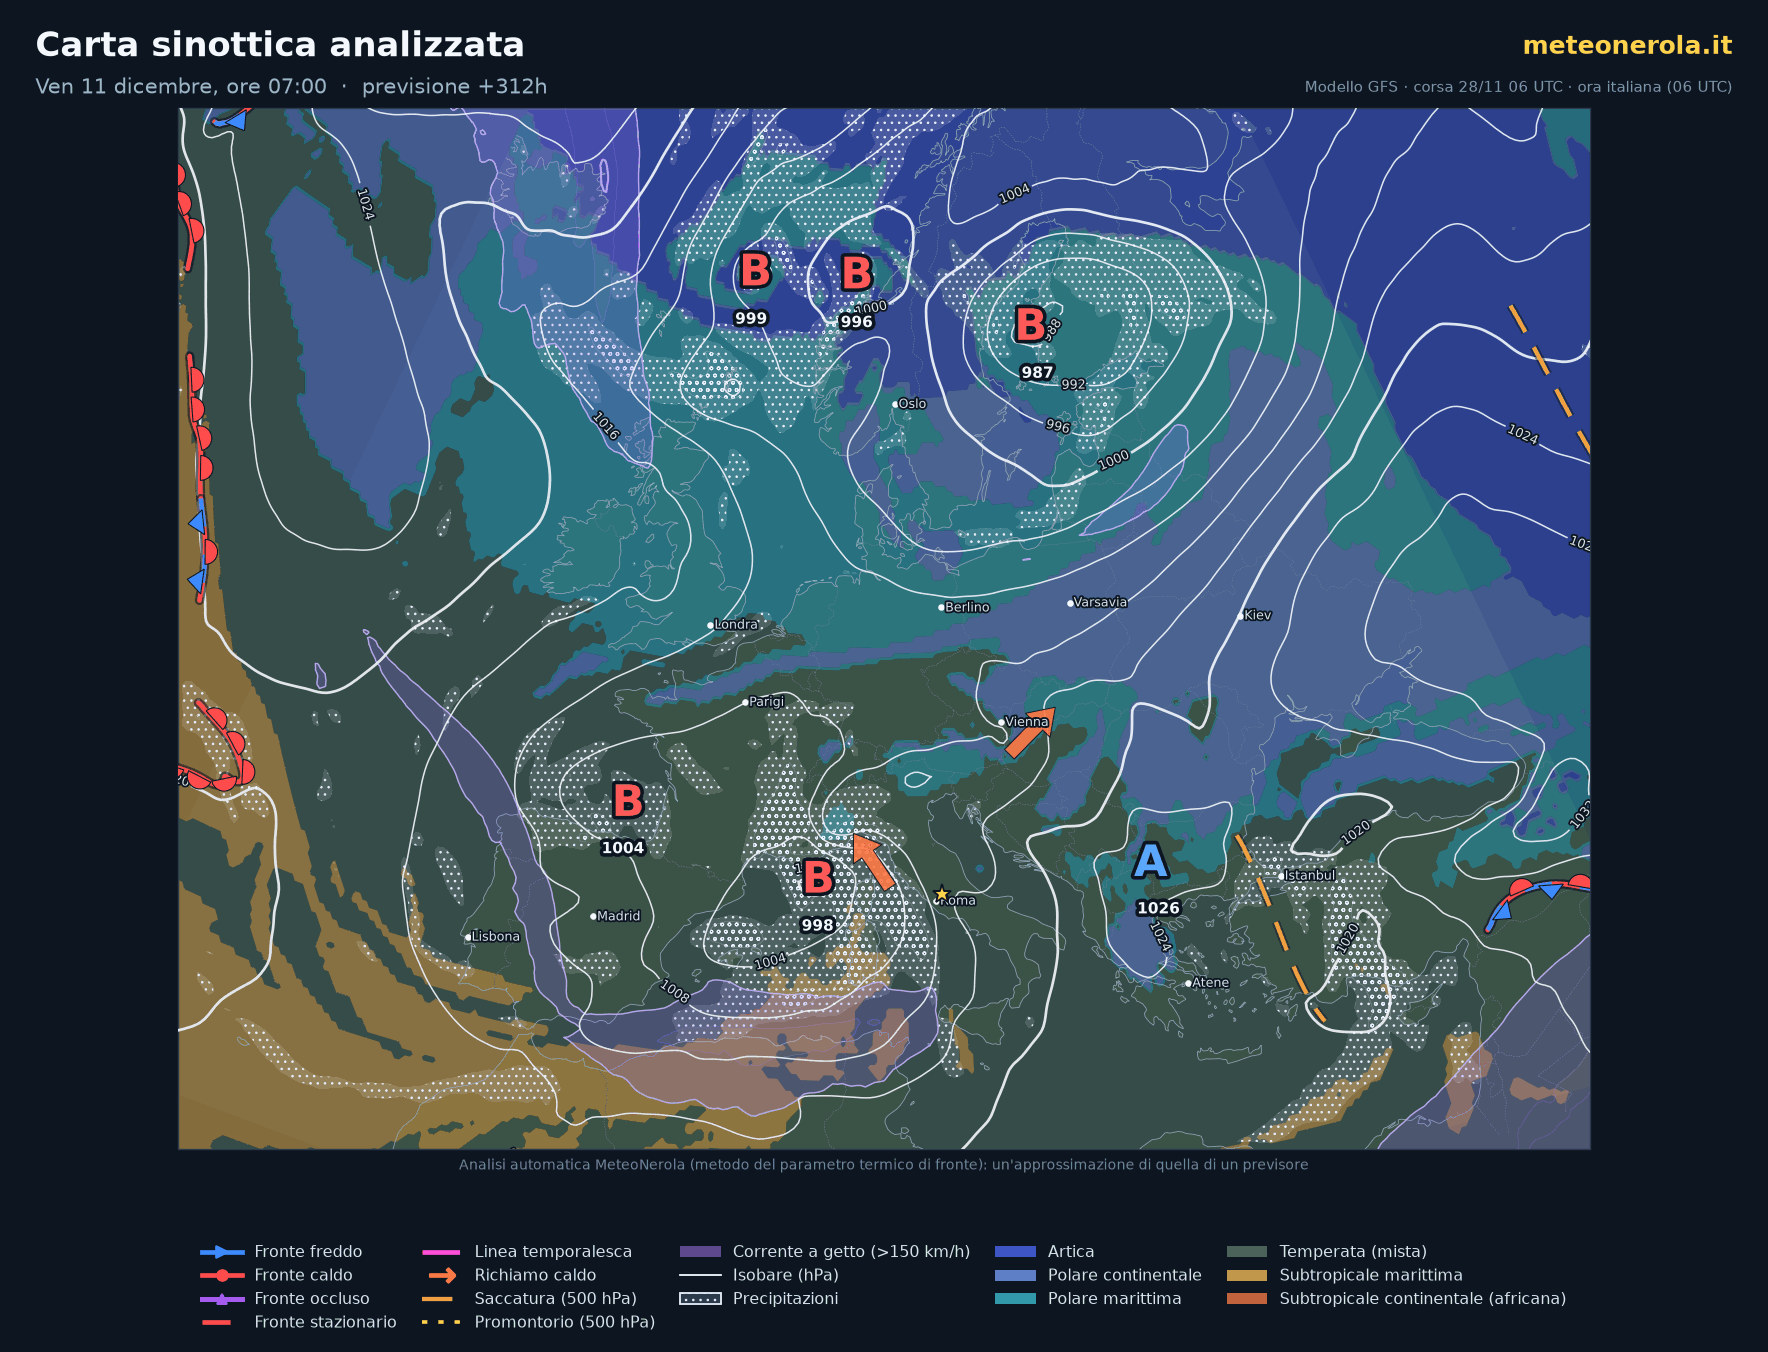 Carta sinottica analizzata
meteonerola.it
Ven 11 dicembre, ore 07:00 · previsione +312h
Modello GFS · corsa 28/11 06 UTC · ora italiana (06 UTC)
1024
1004
B
999
B
996
1000
B
987
992
996
1000
1016
1024
Oslo
Berlino
Varsavia
Kiev
Londra
Parigi
Vienna
B
1004
B
998
1004
1008
Madrid
Lisbona
Roma
A
1026
1024
Istanbul
1020
1020
1032
Atene
Analisi automatica MeteoNerola (metodo del parametro termico di fronte): un'approssimazione di quella di un previsore
Fronte freddo
Fronte caldo
Fronte occluso
Fronte stazionario
Linea temporalesca
Richiamo caldo
Saccatura (500 hPa)
Promontorio (500 hPa)
Corrente a getto (>150 km/h)
Isobare (hPa)
Precipitazioni
Artica
Polare continentale
Polare marittima
Temperata (mista)
Subtropicale marittima
Subtropicale continentale (africana)